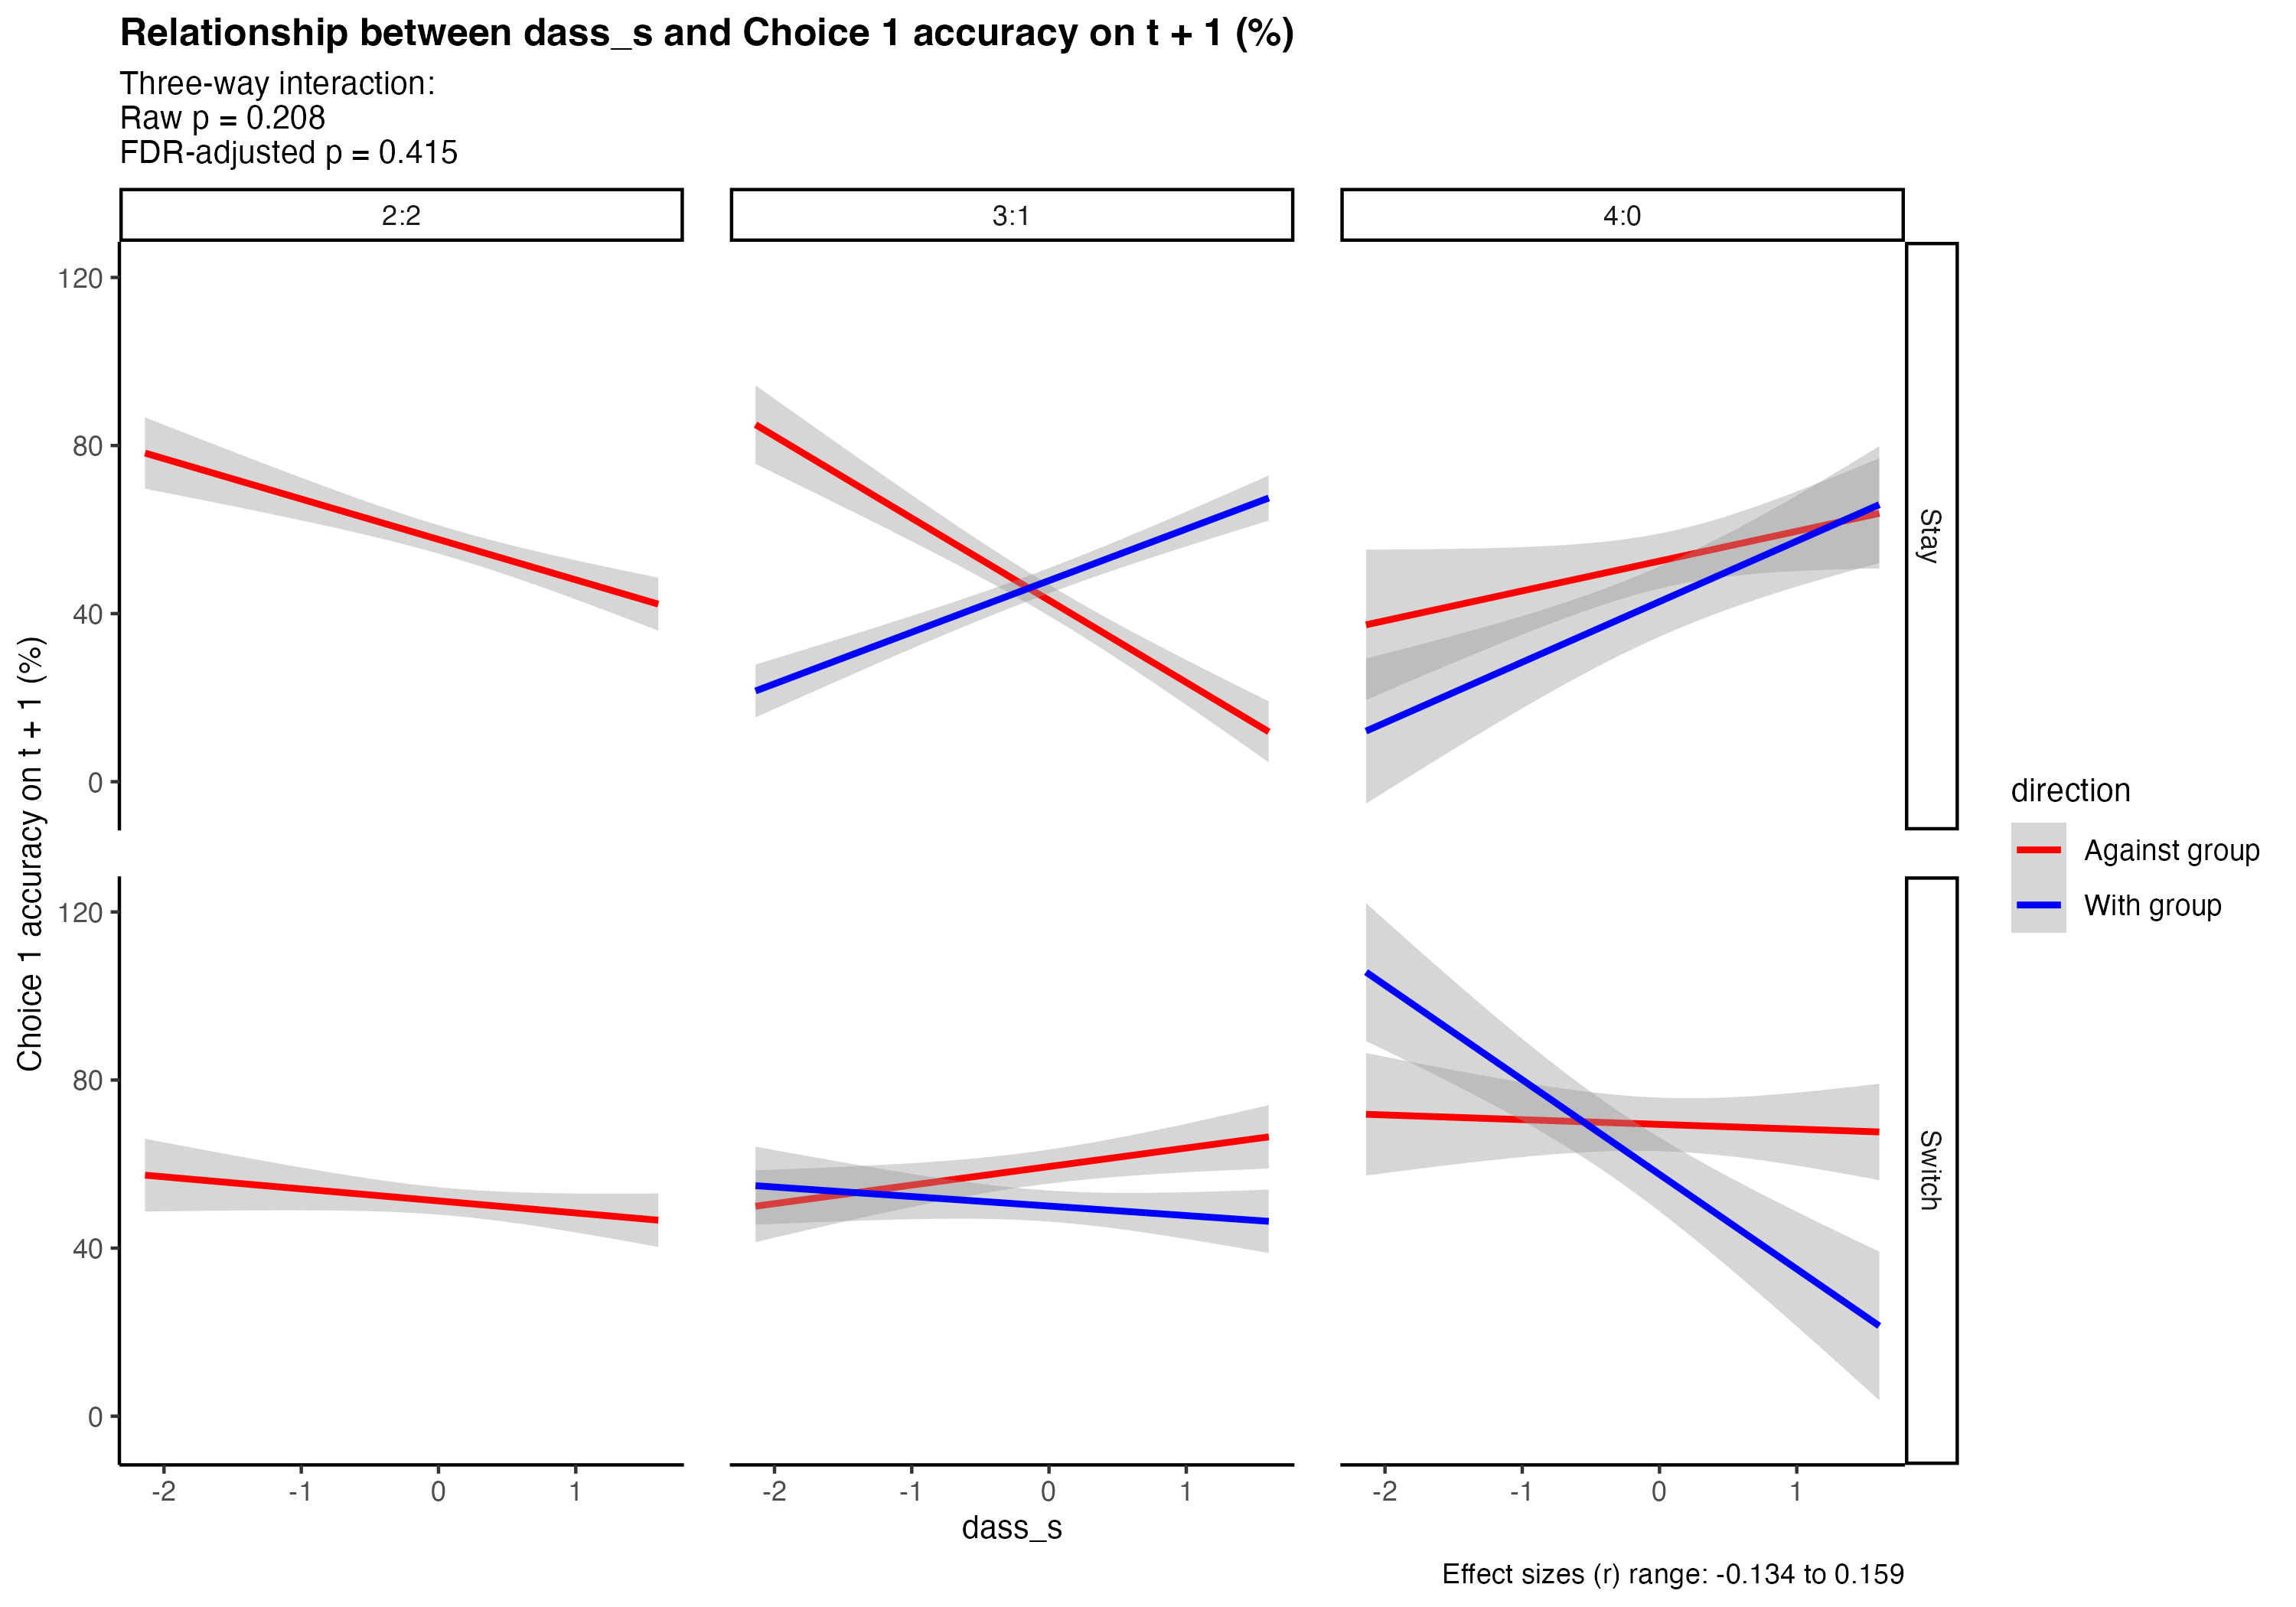 Relationship between dass_s and Choice 1 accuracy on t + 1 (%)
Three-way interaction:
Raw p = 0.208
FDR-adjusted p = 0.415
2:2
3:1
4:0
120
80
40
0
Stay
120
80
40
0
Switch
Choice 1 accuracy on t + 1 (%)
-2 -1 0 1
-2 -1 0 1
-2 -1 0 1
dass_s
direction
Against group
With group
Effect sizes (r) range: -0.134 to 0.159